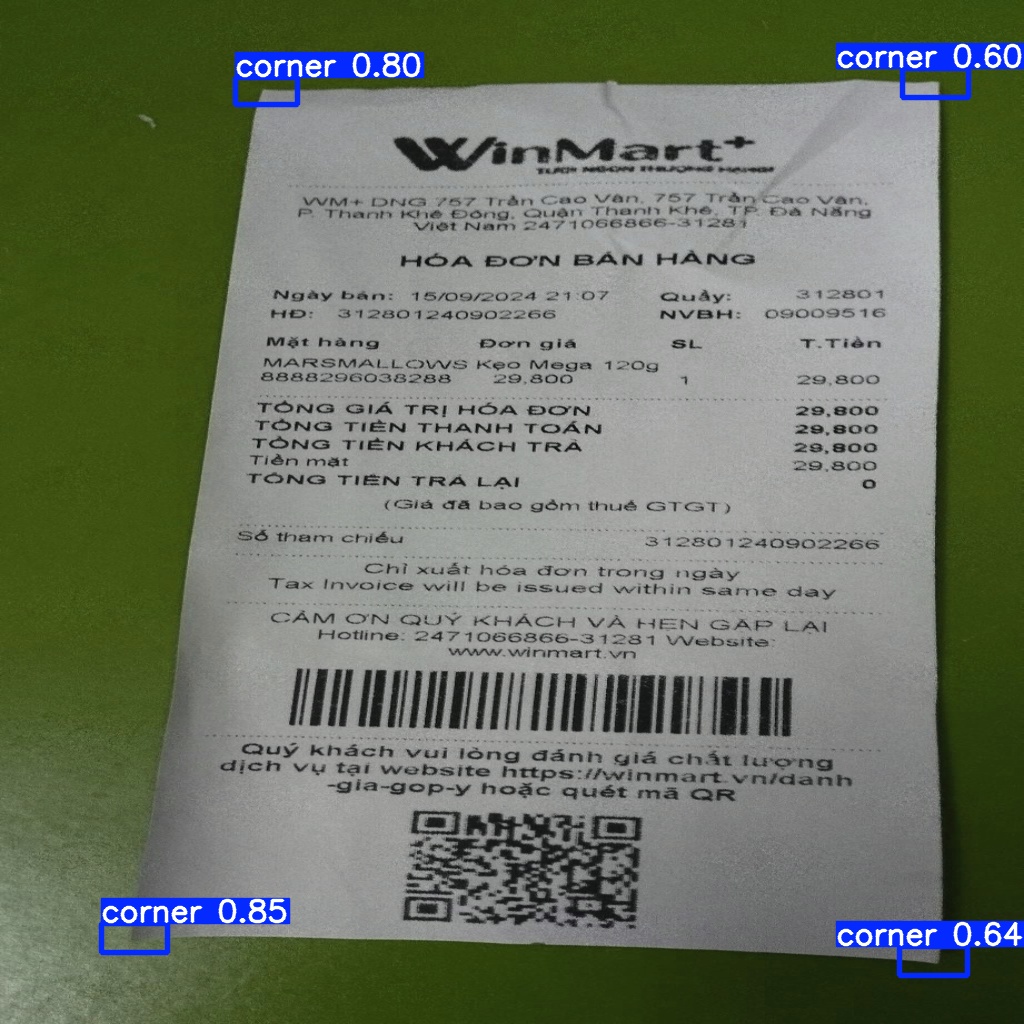 corner 0.80
corner 0.60
WinMart+
WM+ DNG 757 Trần Cao Vân, 757 Trần Cao Vân,
P. Thanh Khê Đông, Quận Thanh Khê, TP. Đà Nẵng
Việt Nam 2471066866-31281
HÓA ĐƠN BÁN HÀNG
Ngày bán: 15/09/2024 21:07 Quầy: 312801
HĐ: 312801240902266 NVBH: 09009516
Mặt hàng Đơn giá SL T.Tiền
MARSMALLOWS Kẹo Mega 120g
8888296038288 29,800 1 29,800
TỔNG GIÁ TRỊ HÓA ĐƠN 29,800
TỔNG TIỀN THANH TOÁN 29,800
TỔNG TIỀN KHÁCH TRẢ 29,800
Tiền mặt 29,800
TỔNG TIỀN TRẢ LẠI 0
(Giá đã bao gồm thuế GTGT)
Số tham chiếu 312801240902266
Chỉ xuất hóa đơn trong ngày
Tax Invoice will be issued within same day
CẢM ƠN QUÝ KHÁCH VÀ HẸN GẶP LẠI
Hotline: 2471066866-31281 Website:
www.winmart.vn
Quý khách vui lòng đánh giá chất lượng
dịch vụ tại website https://winmart.vn/danh
-gia-gop-y hoặc quét mã QR
corner 0.85
corner 0.64